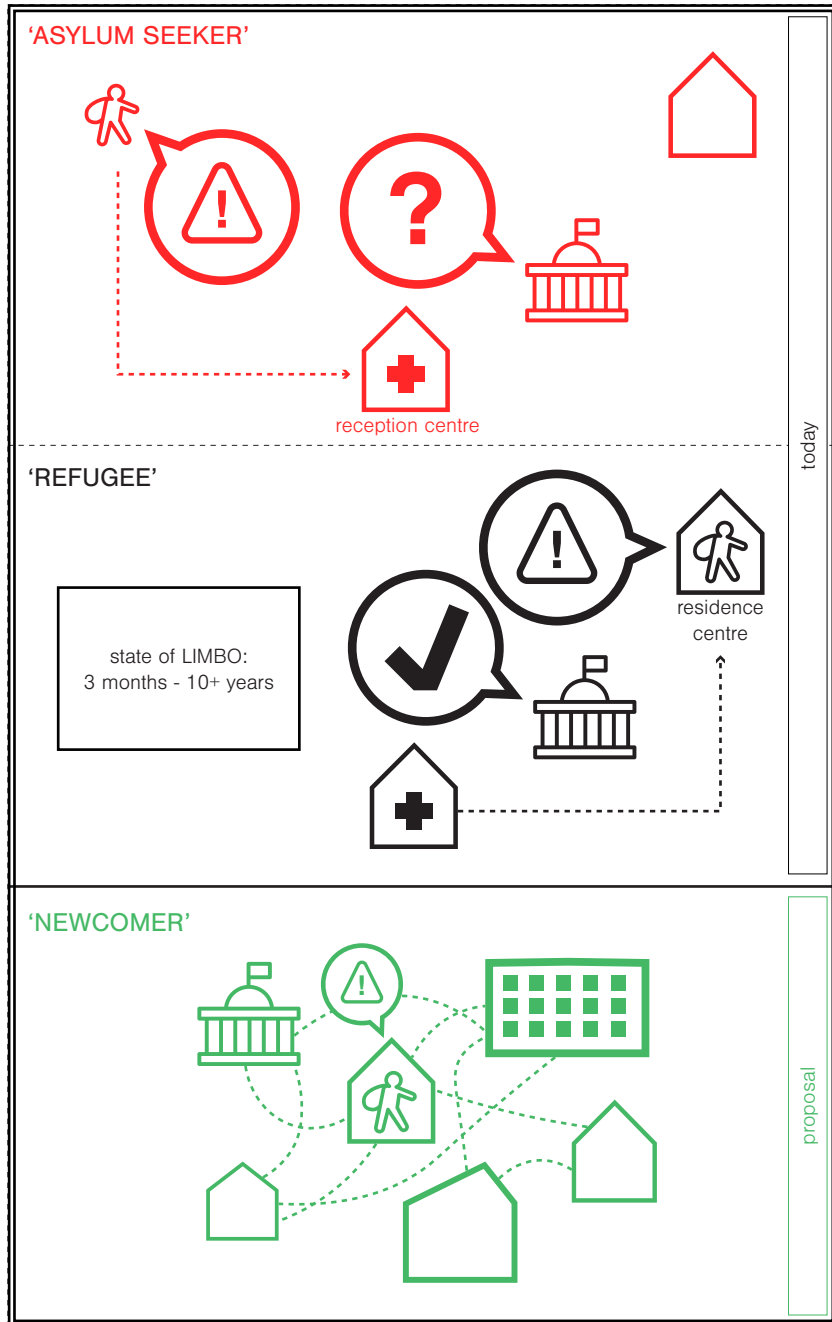 ‘ASYLUM SEEKER’
!
?
reception centre
today
‘REFUGEE’
!
residence
centre
state of LIMBO:
3 months - 10+ years
‘NEWCOMER’
!
proposal